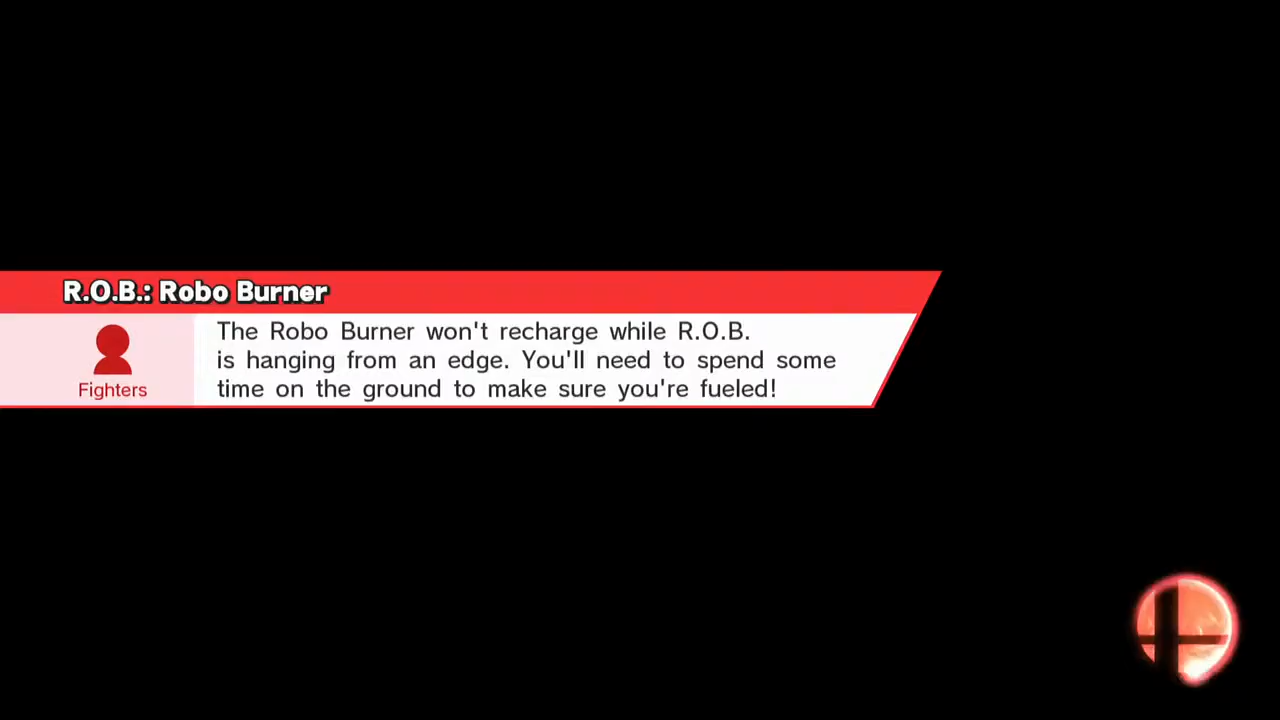 R.O.B.: Robo Burner
The Robo Burner won't recharge while R.O.B.
is hanging from an edge. You'll need to spend some
time on the ground to make sure you're fueled!
Fighters